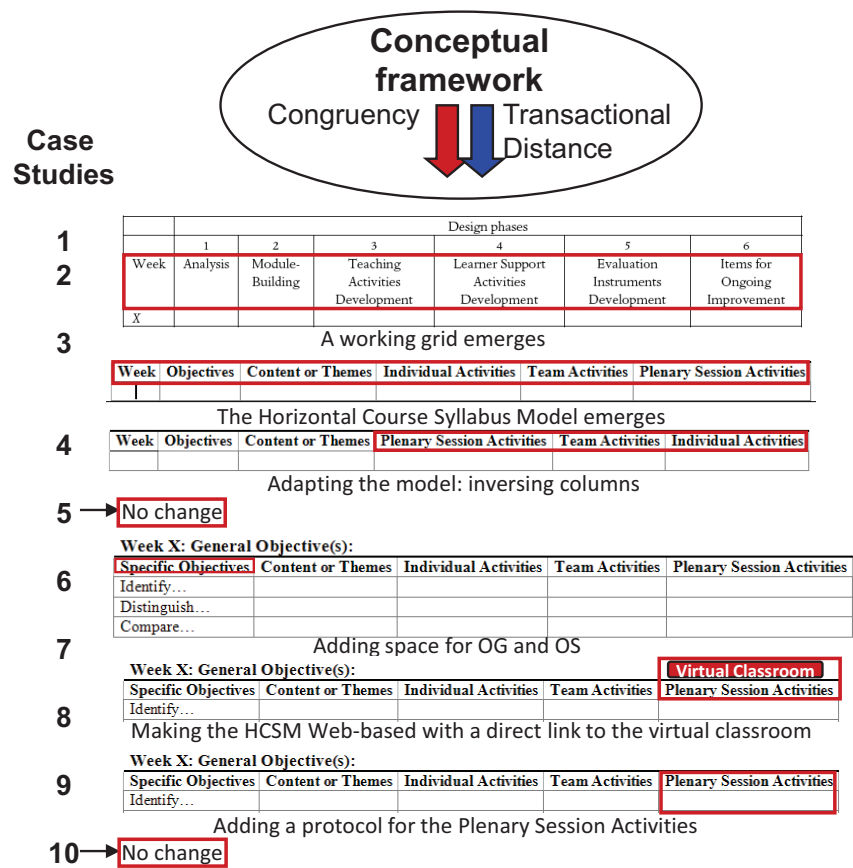 Conceptual
framework
Congruency Transactional
Distance
Case
Studies
Design phases
1 1 2 3 4 5 6
2 Week Analysis Module- Teaching Learner Support Evaluation Items for
Building Activities Activities Instruments Ongoing
Development Development Development Improvement
X
3 A working grid emerges
Week Objectives Content or Themes Individual Activities Team Activities Plenary Session Activities
The Horizontal Course Syllabus Model emerges
4 Week Objectives Content or Themes Plenary Session Activities Team Activities Individual Activities
Adapting the model: inversing columns
5 No change
Week X: General Objective(s):
6 Specific Objectives Content or Themes Individual Activities Team Activities Plenary Session Activities
Identify…
Distinguish…
Compare…
7 Adding space for OG and OS
Week X: General Objective(s): Virtual Classroom
Specific Objectives Content or Themes Individual Activities Team Activities Plenary Session Activities
8 Identify…
Making the HCSM Web-based with a direct link to the virtual classroom
Week X: General Objective(s):
9 Specific Objectives Content or Themes Individual Activities Team Activities Plenary Session Activities
Identify…
Adding a protocol for the Plenary Session Activities
10 No change